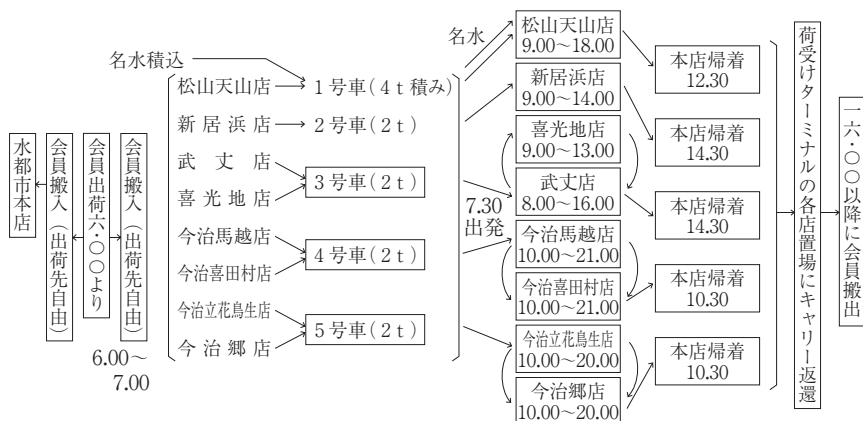 水都市本店
会員搬入（出荷先自由）
会員出荷六・〇〇より
会員搬入（出荷先自由）
6.00～
7.00
名水積込
松山天山店
1号車(4t積み)
新居浜店
2号車(2t)
武丈店
喜光地店
3号車(2t)
今治馬越店
今治喜田村店
4号車(2t)
今治立花鳥生店
今治郷店
5号車(2t)
7.30
出発
名水
松山天山店
9.00～18.00
新居浜店
9.00～14.00
喜光地店
9.00～13.00
武丈店
8.00～16.00
今治馬越店
10.00～21.00
今治喜田村店
10.00～21.00
今治立花鳥生店
10.00～20.00
今治郷店
10.00～20.00
本店帰着
12.30
本店帰着
14.30
本店帰着
14.30
本店帰着
10.30
本店帰着
10.30
荷受けターミナルの各店置場にキャリー返還
一六・〇〇以降に会員搬出